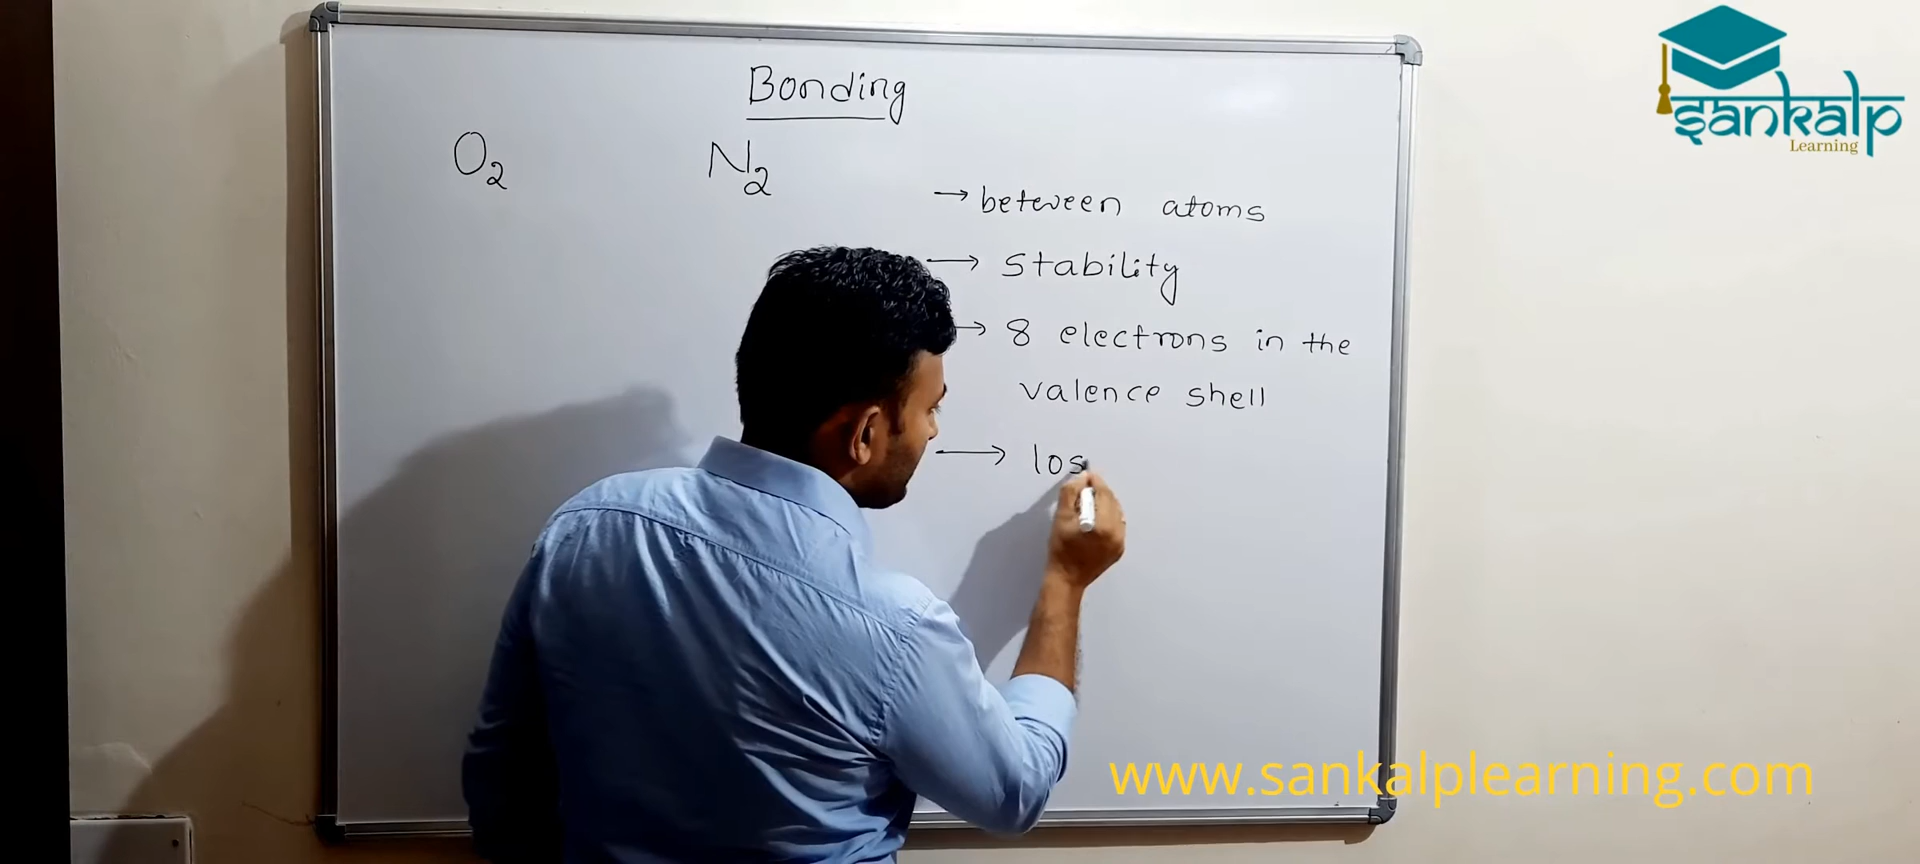 Bonding
O2
N2
→ between atoms
→ stability
→ 8 electrons in the
valence shell
→ los
sankalp
Learning
www.sankalplearning.com